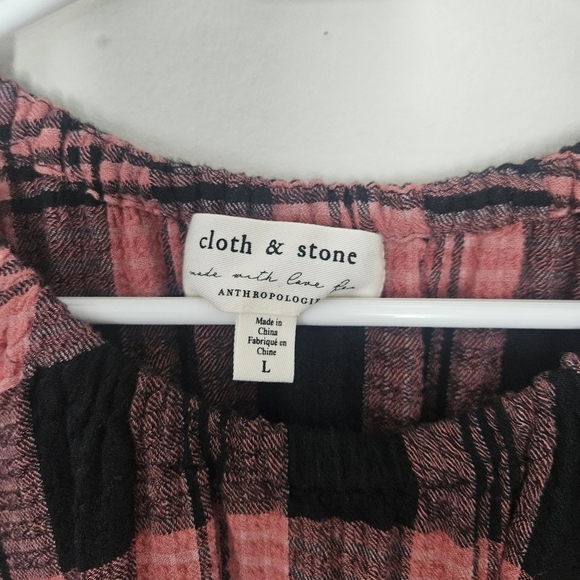 cloth & stone
made with love for
ANTHROPOLOGIE
Made in
China
Fabriqué en
Chine
L